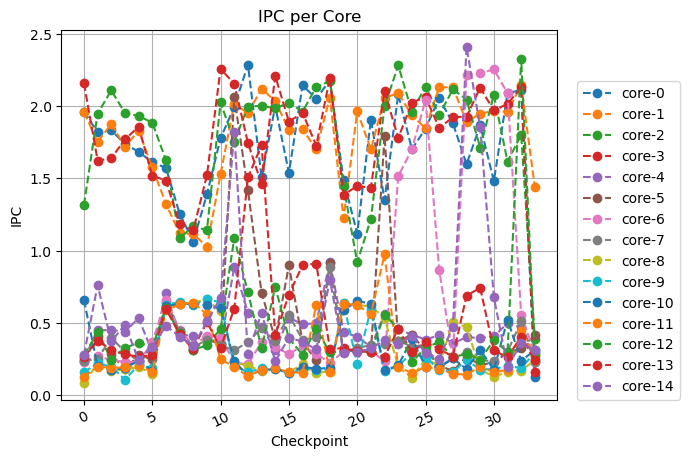 IPC per Core
2.5
2.0
1.5
1.0
0.5
0.0
IPC
0
5
10
15
20
25
30
Checkpoint
core-0
core-1
core-2
core-3
core-4
core-5
core-6
core-7
core-8
core-9
core-10
core-11
core-12
core-13
core-14